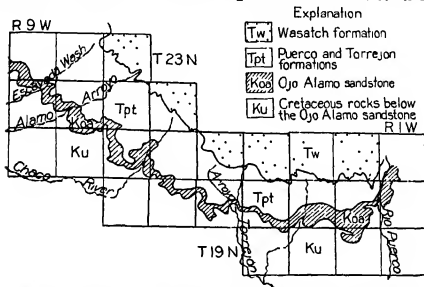 Explanation
R 9 W
Tw Wasatch formation
T 23 N
Tpt Puerco and Torrejon
formations
Koa Ojo Alamo sandstone
Ku Cretaceous rocks below
the Ojo Alamo sandstone
R 1 W
Escavada Wash
Alamo Arroyo
Tpt
Koa
Ku
Tw
Chaco River
Arroyo Torrejon
Tpt
Koa
Rio Puerco
T 19 N
Ku